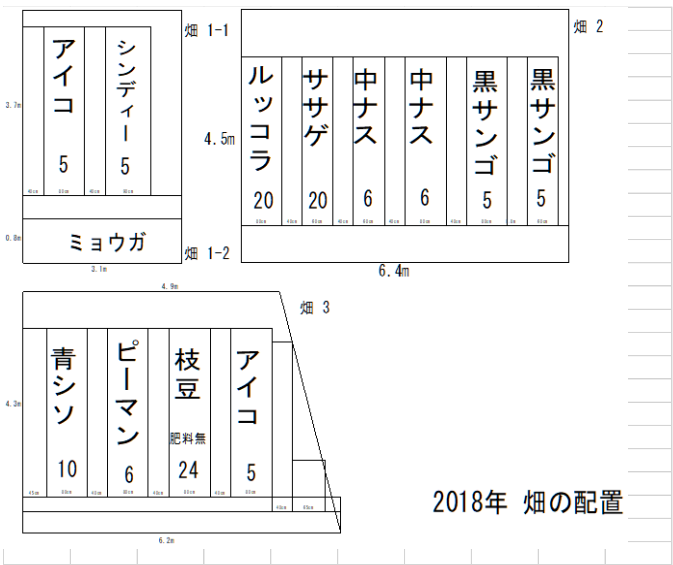 畑 1-1
アイコ
5
シンディー
5
3.7m
ミョウガ
0.8m
畑 1-2
3.1m
畑 2
ルッコラ
20
ササゲ
20
中ナス
6
中ナス
6
黒サンゴ
5
黒サンゴ
5
4.5m
6.4m
4.9m
畑 3
青シソ
10
ピーマン
6
枝豆
肥料無
24
アイコ
5
4.3m
6.2m
2018年 畑の配置